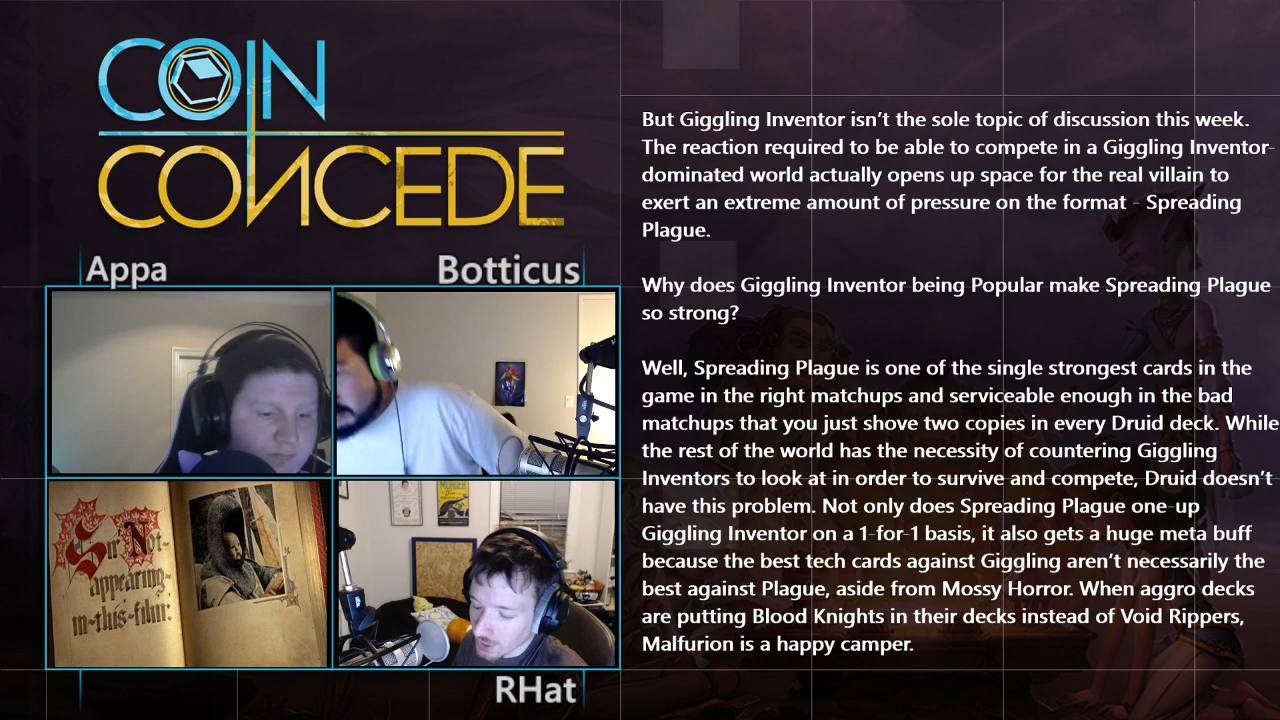 COIN
CONCEDE
Appa
Botticus
Sir Not-
appearing-
in-this-film:
RHat
But Giggling Inventor isn’t the sole topic of discussion this week.
The reaction required to be able to compete in a Giggling Inventor-
dominated world actually opens up space for the real villain to
exert an extreme amount of pressure on the format - Spreading
Plague.
Why does Giggling Inventor being Popular make Spreading Plague
so strong?
Well, Spreading Plague is one of the single strongest cards in the
game in the right matchups and serviceable enough in the bad
matchups that you just shove two copies in every Druid deck. While
the rest of the world has the necessity of countering Giggling
Inventors to look at in order to survive and compete, Druid doesn’t
have this problem. Not only does Spreading Plague one-up
Giggling Inventor on a 1-for-1 basis, it also gets a huge meta buff
because the best tech cards against Giggling aren’t necessarily the
best against Plague, aside from Mossy Horror. When aggro decks
are putting Blood Knights in their decks instead of Void Rippers,
Malfurion is a happy camper.